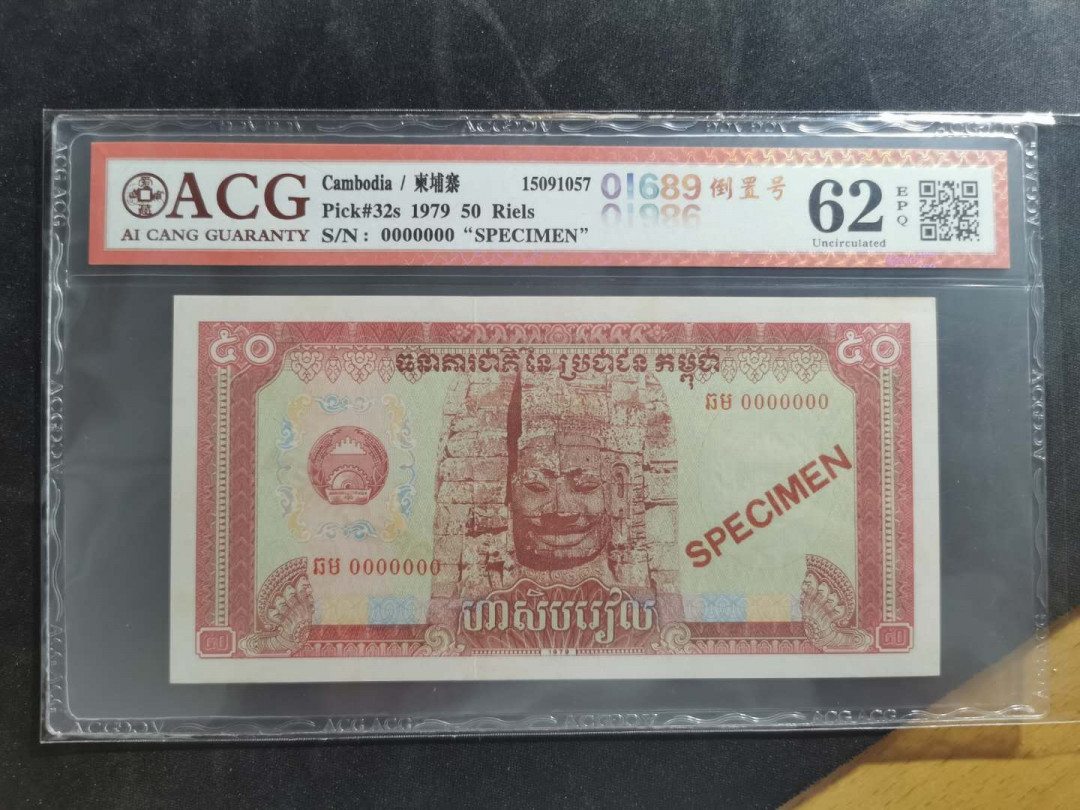 ACG
AI CANG GUARANTY
Cambodia / 柬埔寨
Pick#32s 1979 50 Riels
S/N: 0000000 “SPECIMEN”
15091057
01689 倒置号
62
Uncirculated
EPQ
៥០
ធនាគារជាតិនៃប្រជាជនកម្ពុជា
៥០
ឆម 0000000
SPECIMEN
ឆម 0000000
ហាសិបរៀល
៥០
1979
៥០
ACG ACG